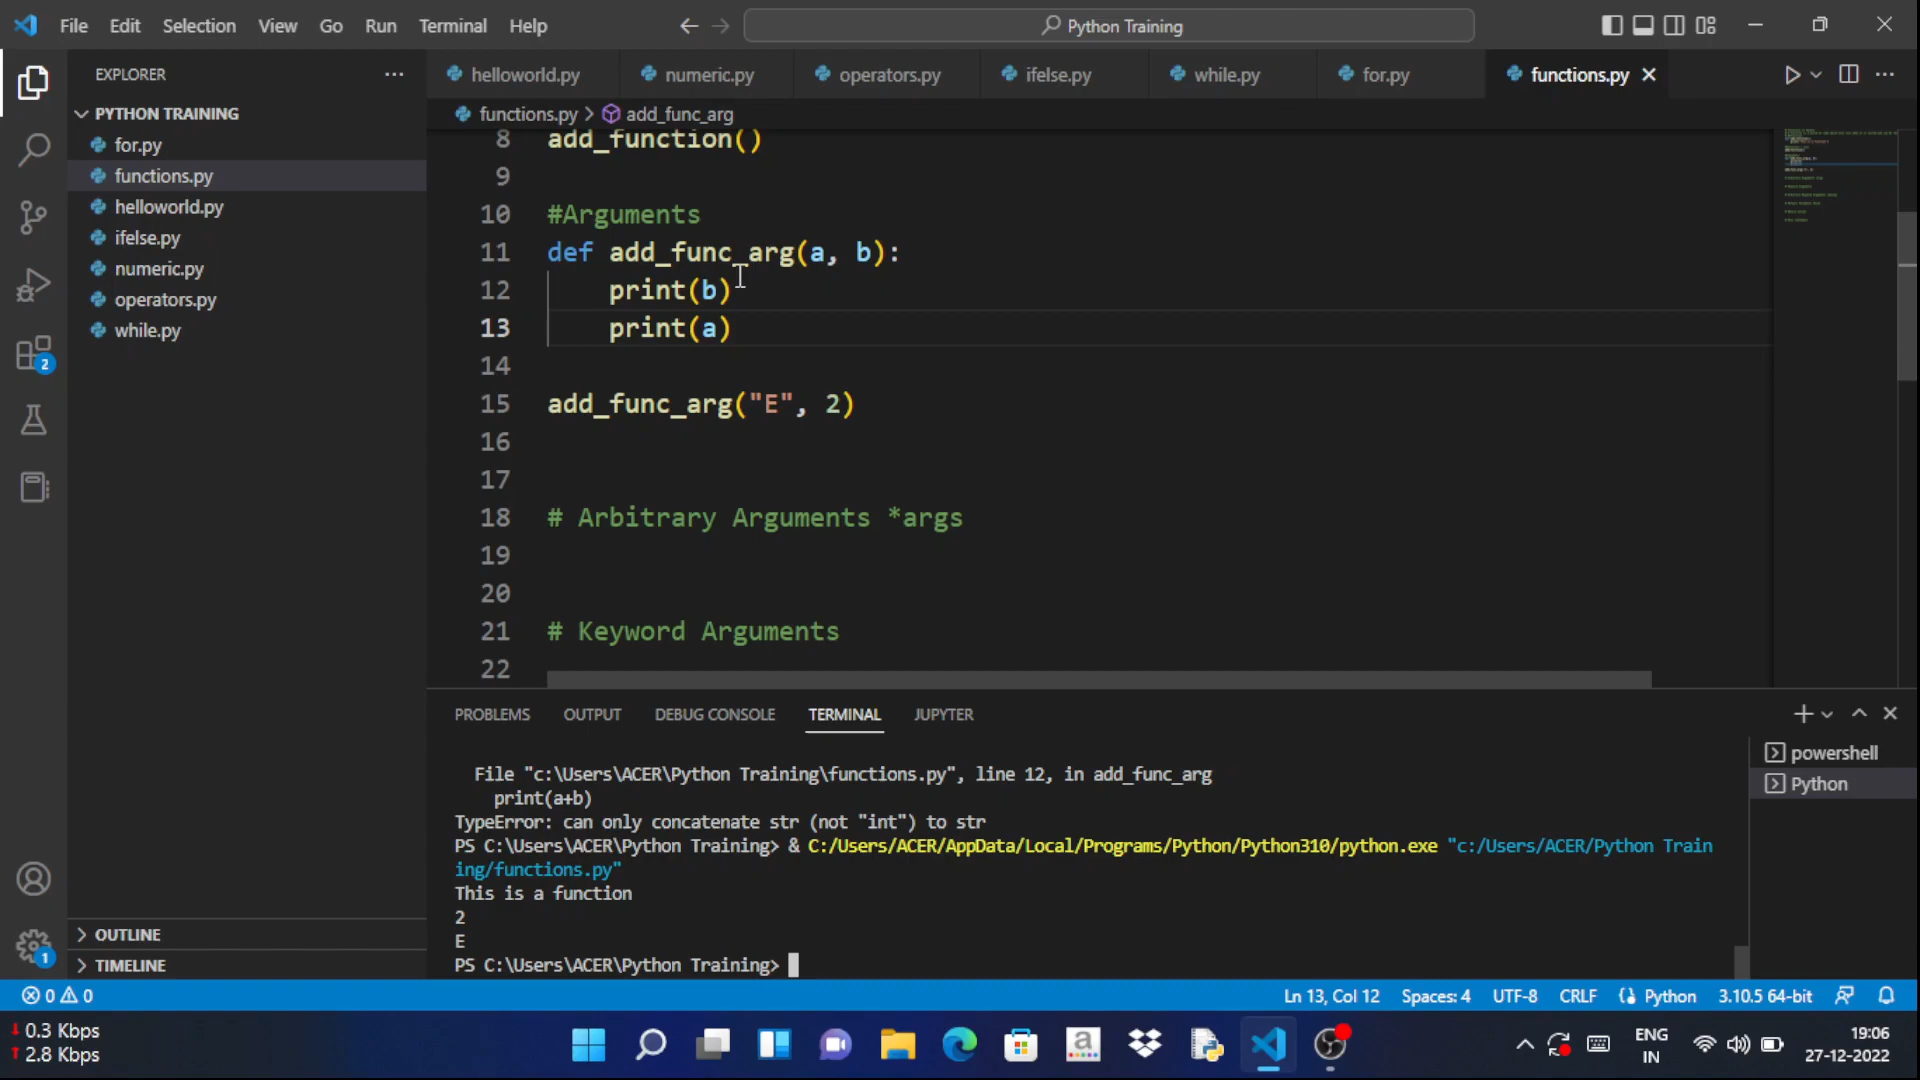 File Edit Selection View Go Run Terminal Help
Python Training
EXPLORER
PYTHON TRAINING
for.py
functions.py
helloworld.py
ifelse.py
numeric.py
operators.py
while.py
OUTLINE
TIMELINE
helloworld.py numeric.py operators.py ifelse.py while.py for.py functions.py
functions.py > add_func_arg
8 add_function()
9
10 #Arguments
11 def add_func_arg(a, b):
12 print(b)
13 print(a)
14
15 add_func_arg("E", 2)
16
17
18 # Arbitrary Arguments *args
19
20
21 # Keyword Arguments
22
PROBLEMS OUTPUT DEBUG CONSOLE TERMINAL JUPYTER
File "c:\Users\ACER\Python Training\functions.py", line 12, in add_func_arg
print(a+b)
TypeError: can only concatenate str (not "int") to str
PS C:\Users\ACER\Python Training> & C:/Users/ACER/AppData/Local/Programs/Python/Python310/python.exe "c:/Users/ACER/Python Train
ing/functions.py"
This is a function
2
E
PS C:\Users\ACER\Python Training>
powershell
Python
2
1
0 0
Ln 13, Col 12 Spaces: 4 UTF-8 CRLF Python 3.10.5 64-bit
0.3 Kbps
2.8 Kbps
a
ENG
IN
19:06
27-12-2022